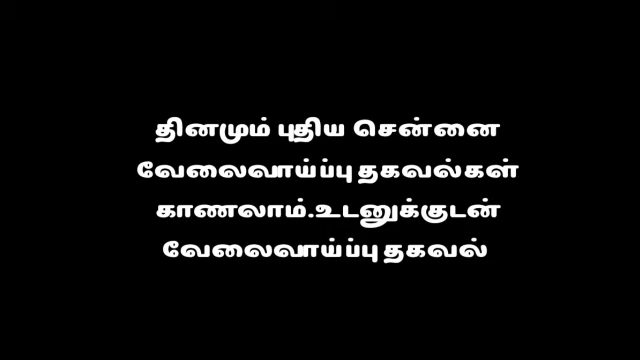 தினமும் புதிய சென்னை
வேலைவாய்ப்பு தகவல்கள்
காணலாம்.உடனுக்குடன்
வேலைவாய்ப்பு தகவல்